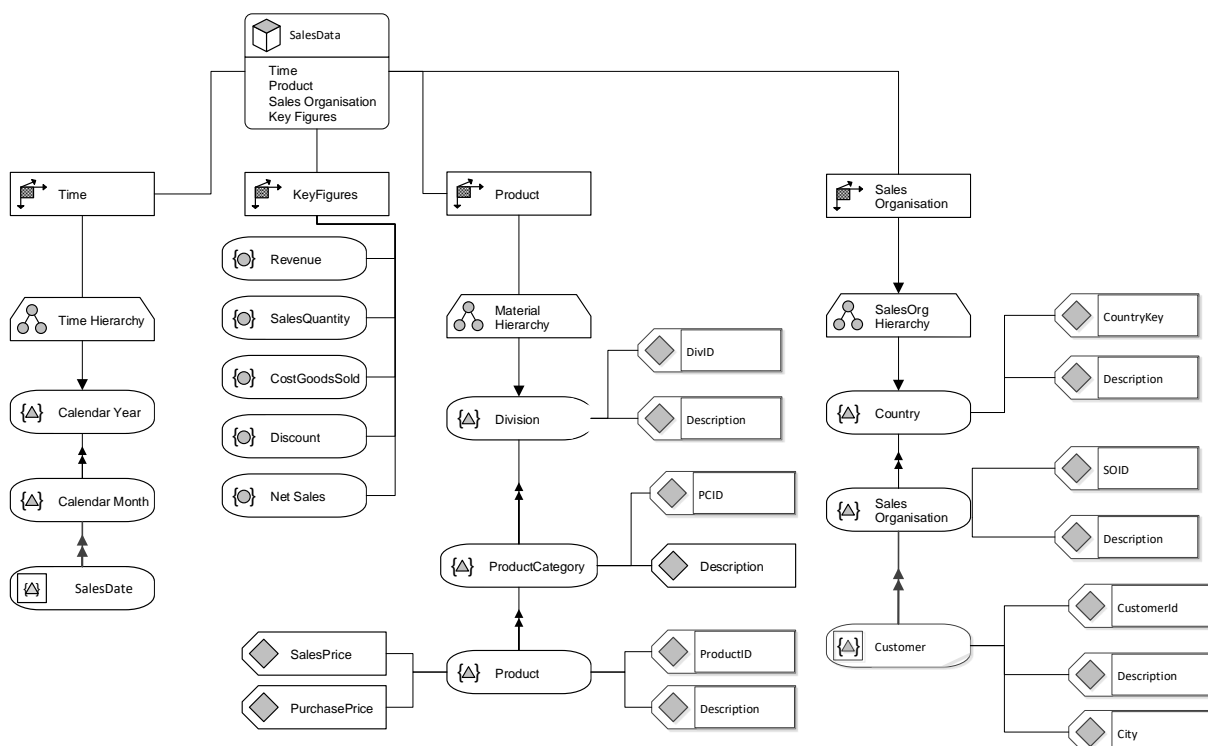 SalesData
Time
Product
Sales Organisation
Key Figures
Time
KeyFigures
Product
Sales
Organisation
Revenue
SalesQuantity
CostGoodsSold
Discount
Net Sales
Time Hierarchy
Material
Hierarchy
SalesOrg
Hierarchy
Calendar Year
Calendar Month
SalesDate
DivID
Division
Description
PCID
ProductCategory
Description
SalesPrice
PurchasePrice
Product
ProductID
Description
CountryKey
Country
Description
SOID
Sales
Organisation
Description
CustomerId
Customer
Description
City